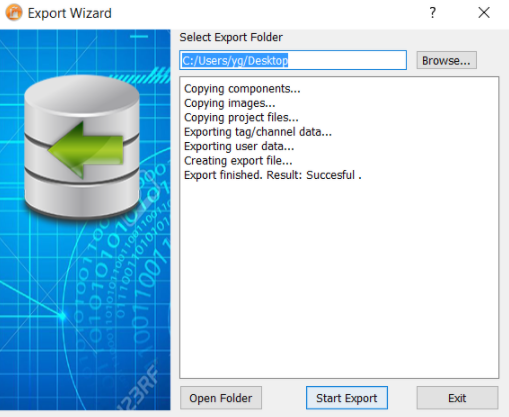 Export Wizard
Select Export Folder
C:/Users/yg/Desktop
Browse...
Copying components...
Copying images...
Copying project files...
Exporting tag/channel data...
Exporting user data...
Creating export file...
Export finished. Result: Succesful .
Open Folder
Start Export
Exit